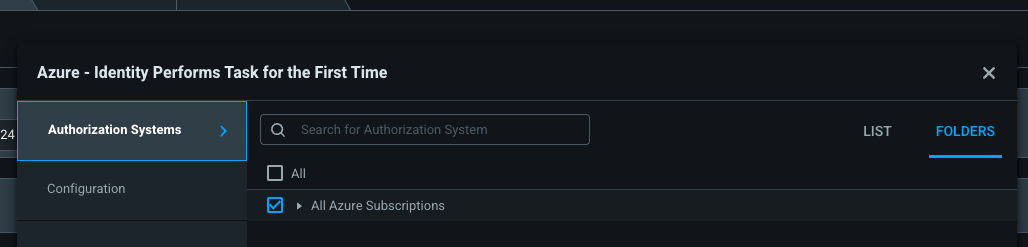 Azure - Identity Performs Task for the First Time
24
Authorization Systems
Search for Authorization System
LIST
FOLDERS
All
Configuration
All Azure Subscriptions